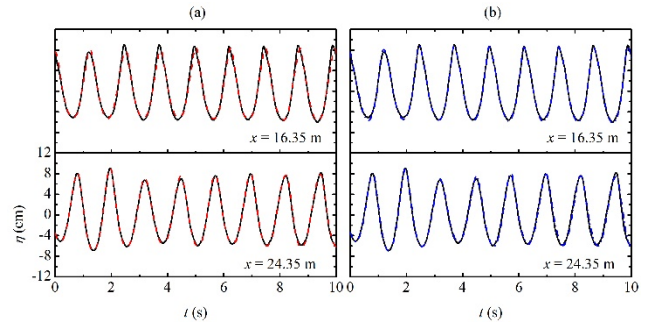 (a) (b)
x = 16.35 m x = 16.35 m
12
8
4
0
-4
-8
-12
η (cm)
x = 24.35 m x = 24.35 m
0 2 4 6 8 10 0 2 4 6 8 10
t (s) t (s)